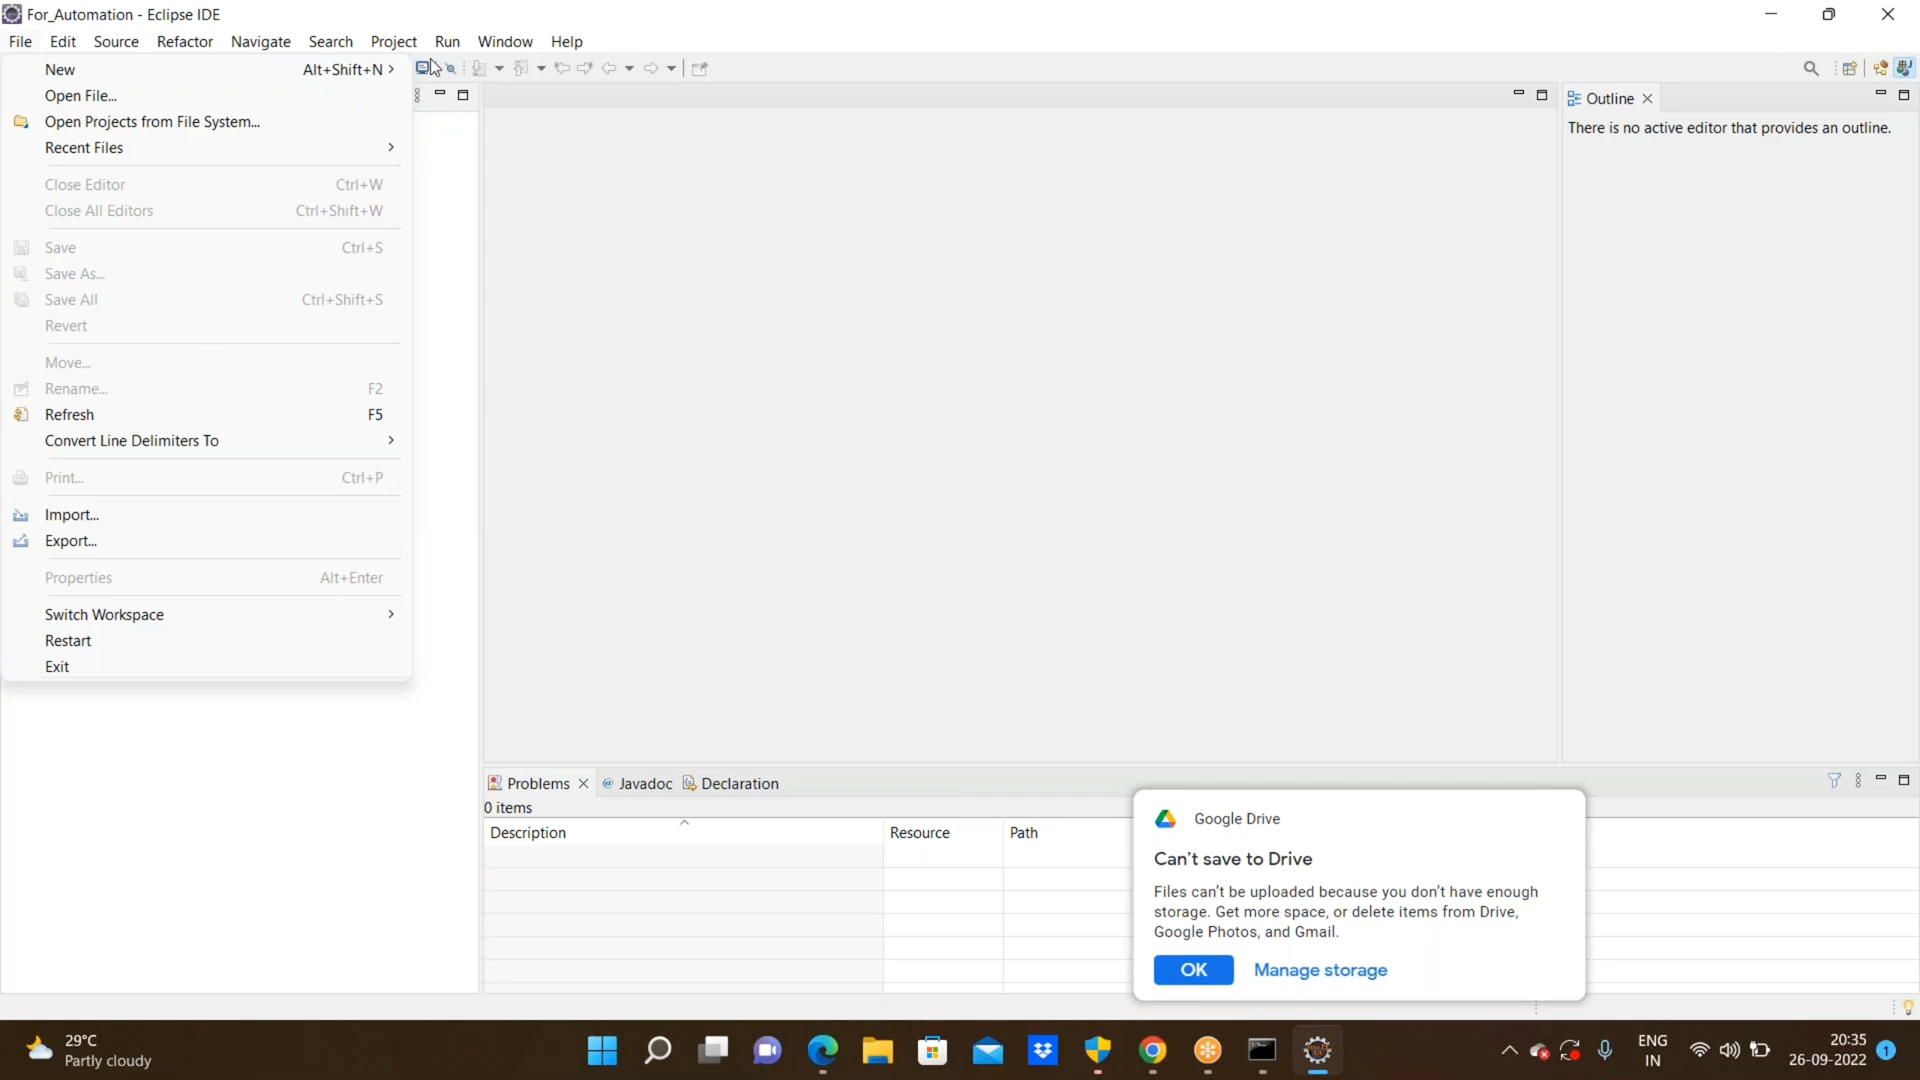 For_Automation - Eclipse IDE
File Edit Source Refactor Navigate Search Project Run Window Help
New Alt+Shift+N
Open File...
Open Projects from File System...
Recent Files
Close Editor Ctrl+W
Close All Editors Ctrl+Shift+W
Save Ctrl+S
Save As...
Save All Ctrl+Shift+S
Revert
Move...
Rename... F2
Refresh F5
Convert Line Delimiters To
Print... Ctrl+P
Import...
Export...
Properties Alt+Enter
Switch Workspace
Restart
Exit
Outline
There is no active editor that provides an outline.
Problems @ Javadoc Declaration
0 items
Description Resource Path
Google Drive
Can't save to Drive
Files can't be uploaded because you don't have enough
storage. Get more space, or delete items from Drive,
Google Photos, and Gmail.
OK Manage storage
29°C
Partly cloudy
ENG
IN
20:35
26-09-2022
1